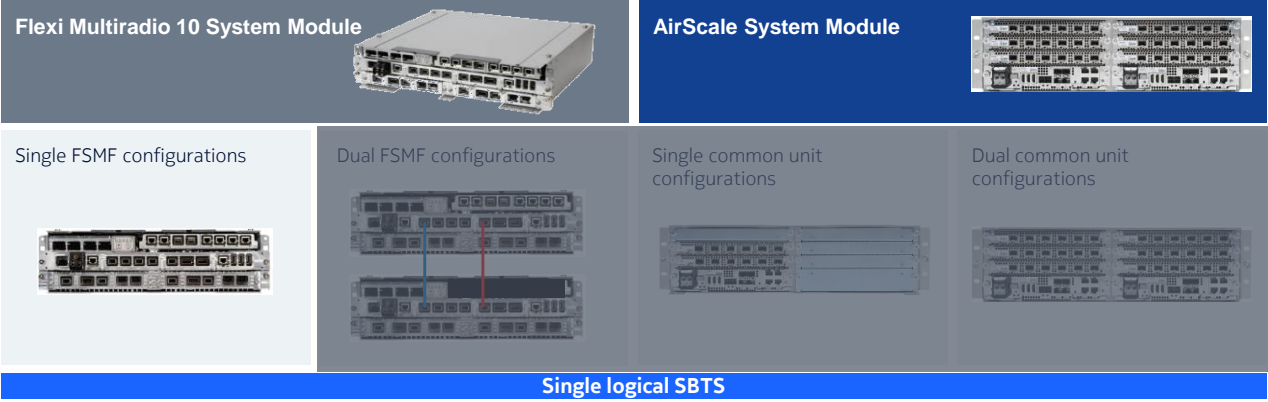 Flexi Multiradio 10 System Module
AirScale System Module
Single FSMF configurations
Dual FSMF configurations
Single common unit
configurations
Dual common unit
configurations
Single logical SBTS